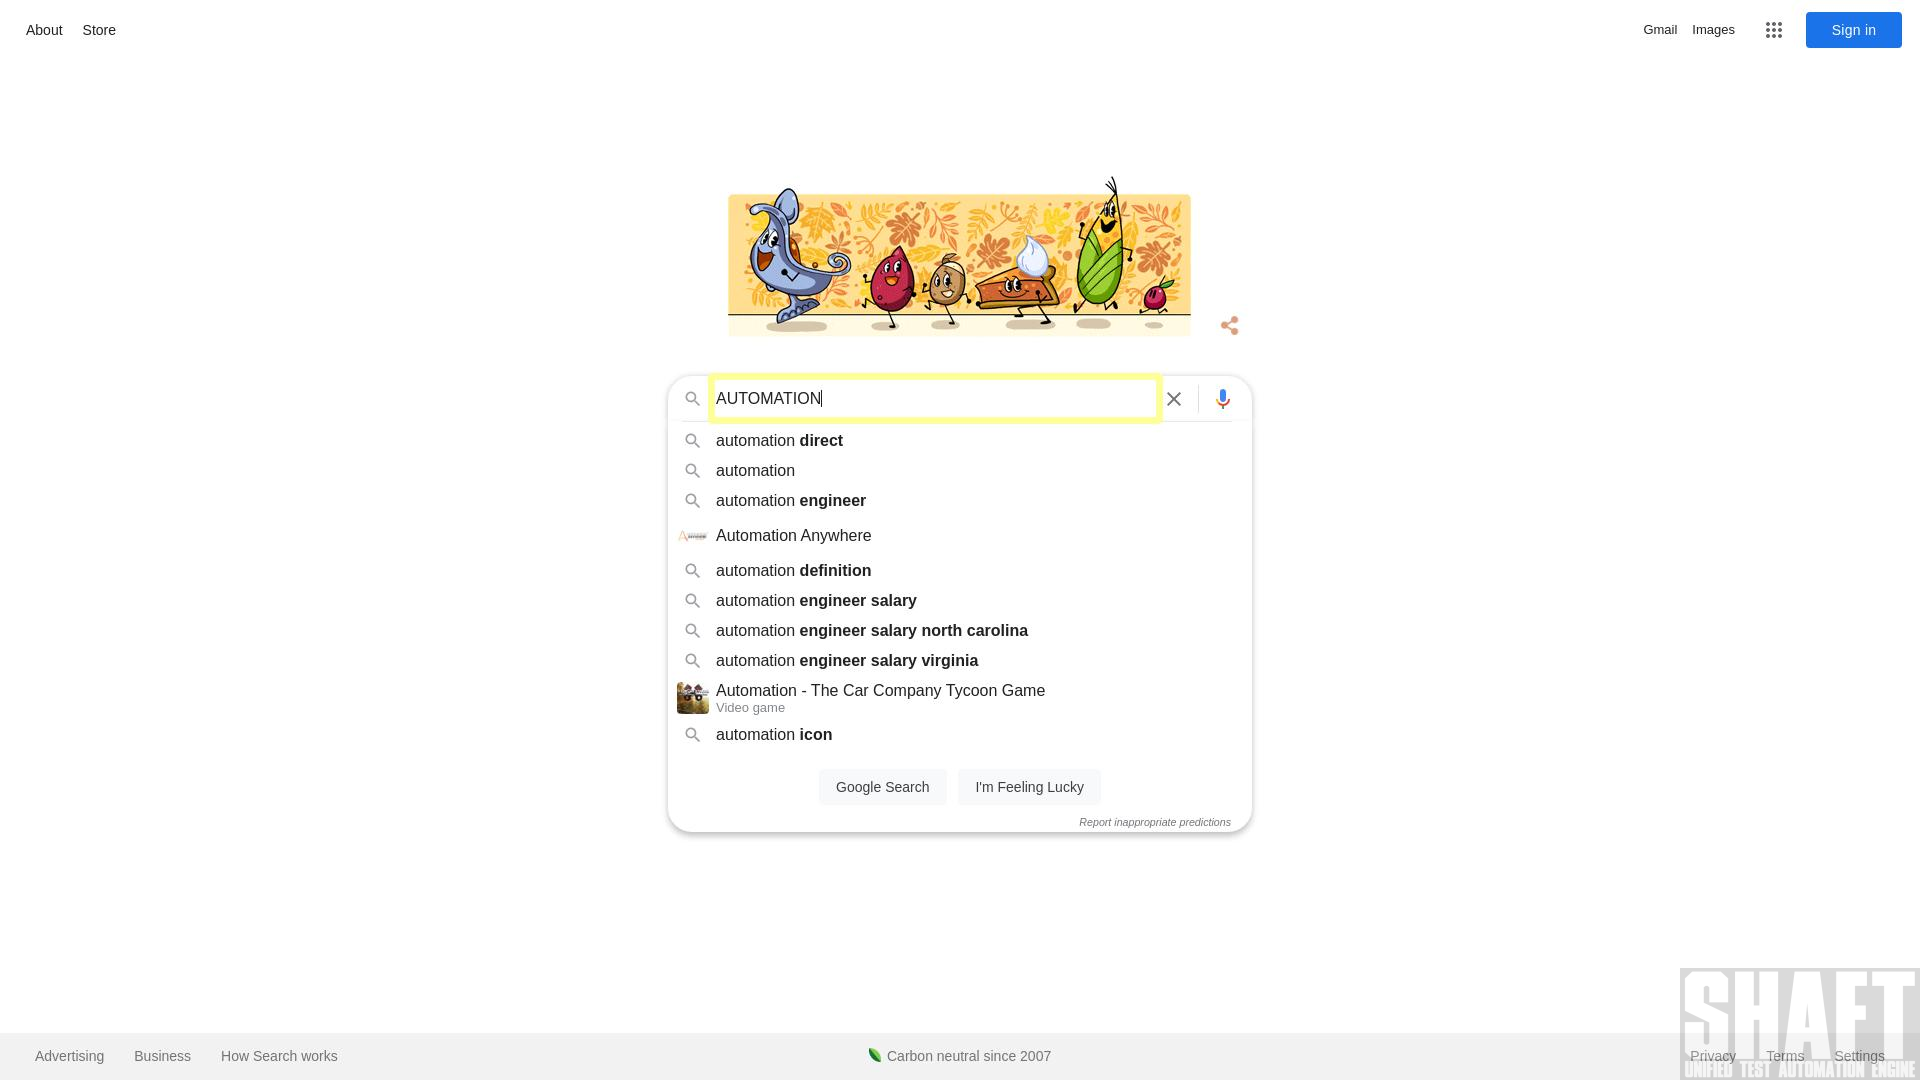 About Store
Gmail Images Sign in
AUTOMATION
automation direct
automation
automation engineer
Automation Anywhere
automation definition
automation engineer salary
automation engineer salary north carolina
automation engineer salary virginia
Automation - The Car Company Tycoon Game
Video game
automation icon
Google Search I'm Feeling Lucky
Report inappropriate predictions
SHAFT
Advertising Business How Search works Carbon neutral since 2007 Privacy Terms Settings
UNIFIED TEST AUTOMATION ENGINE